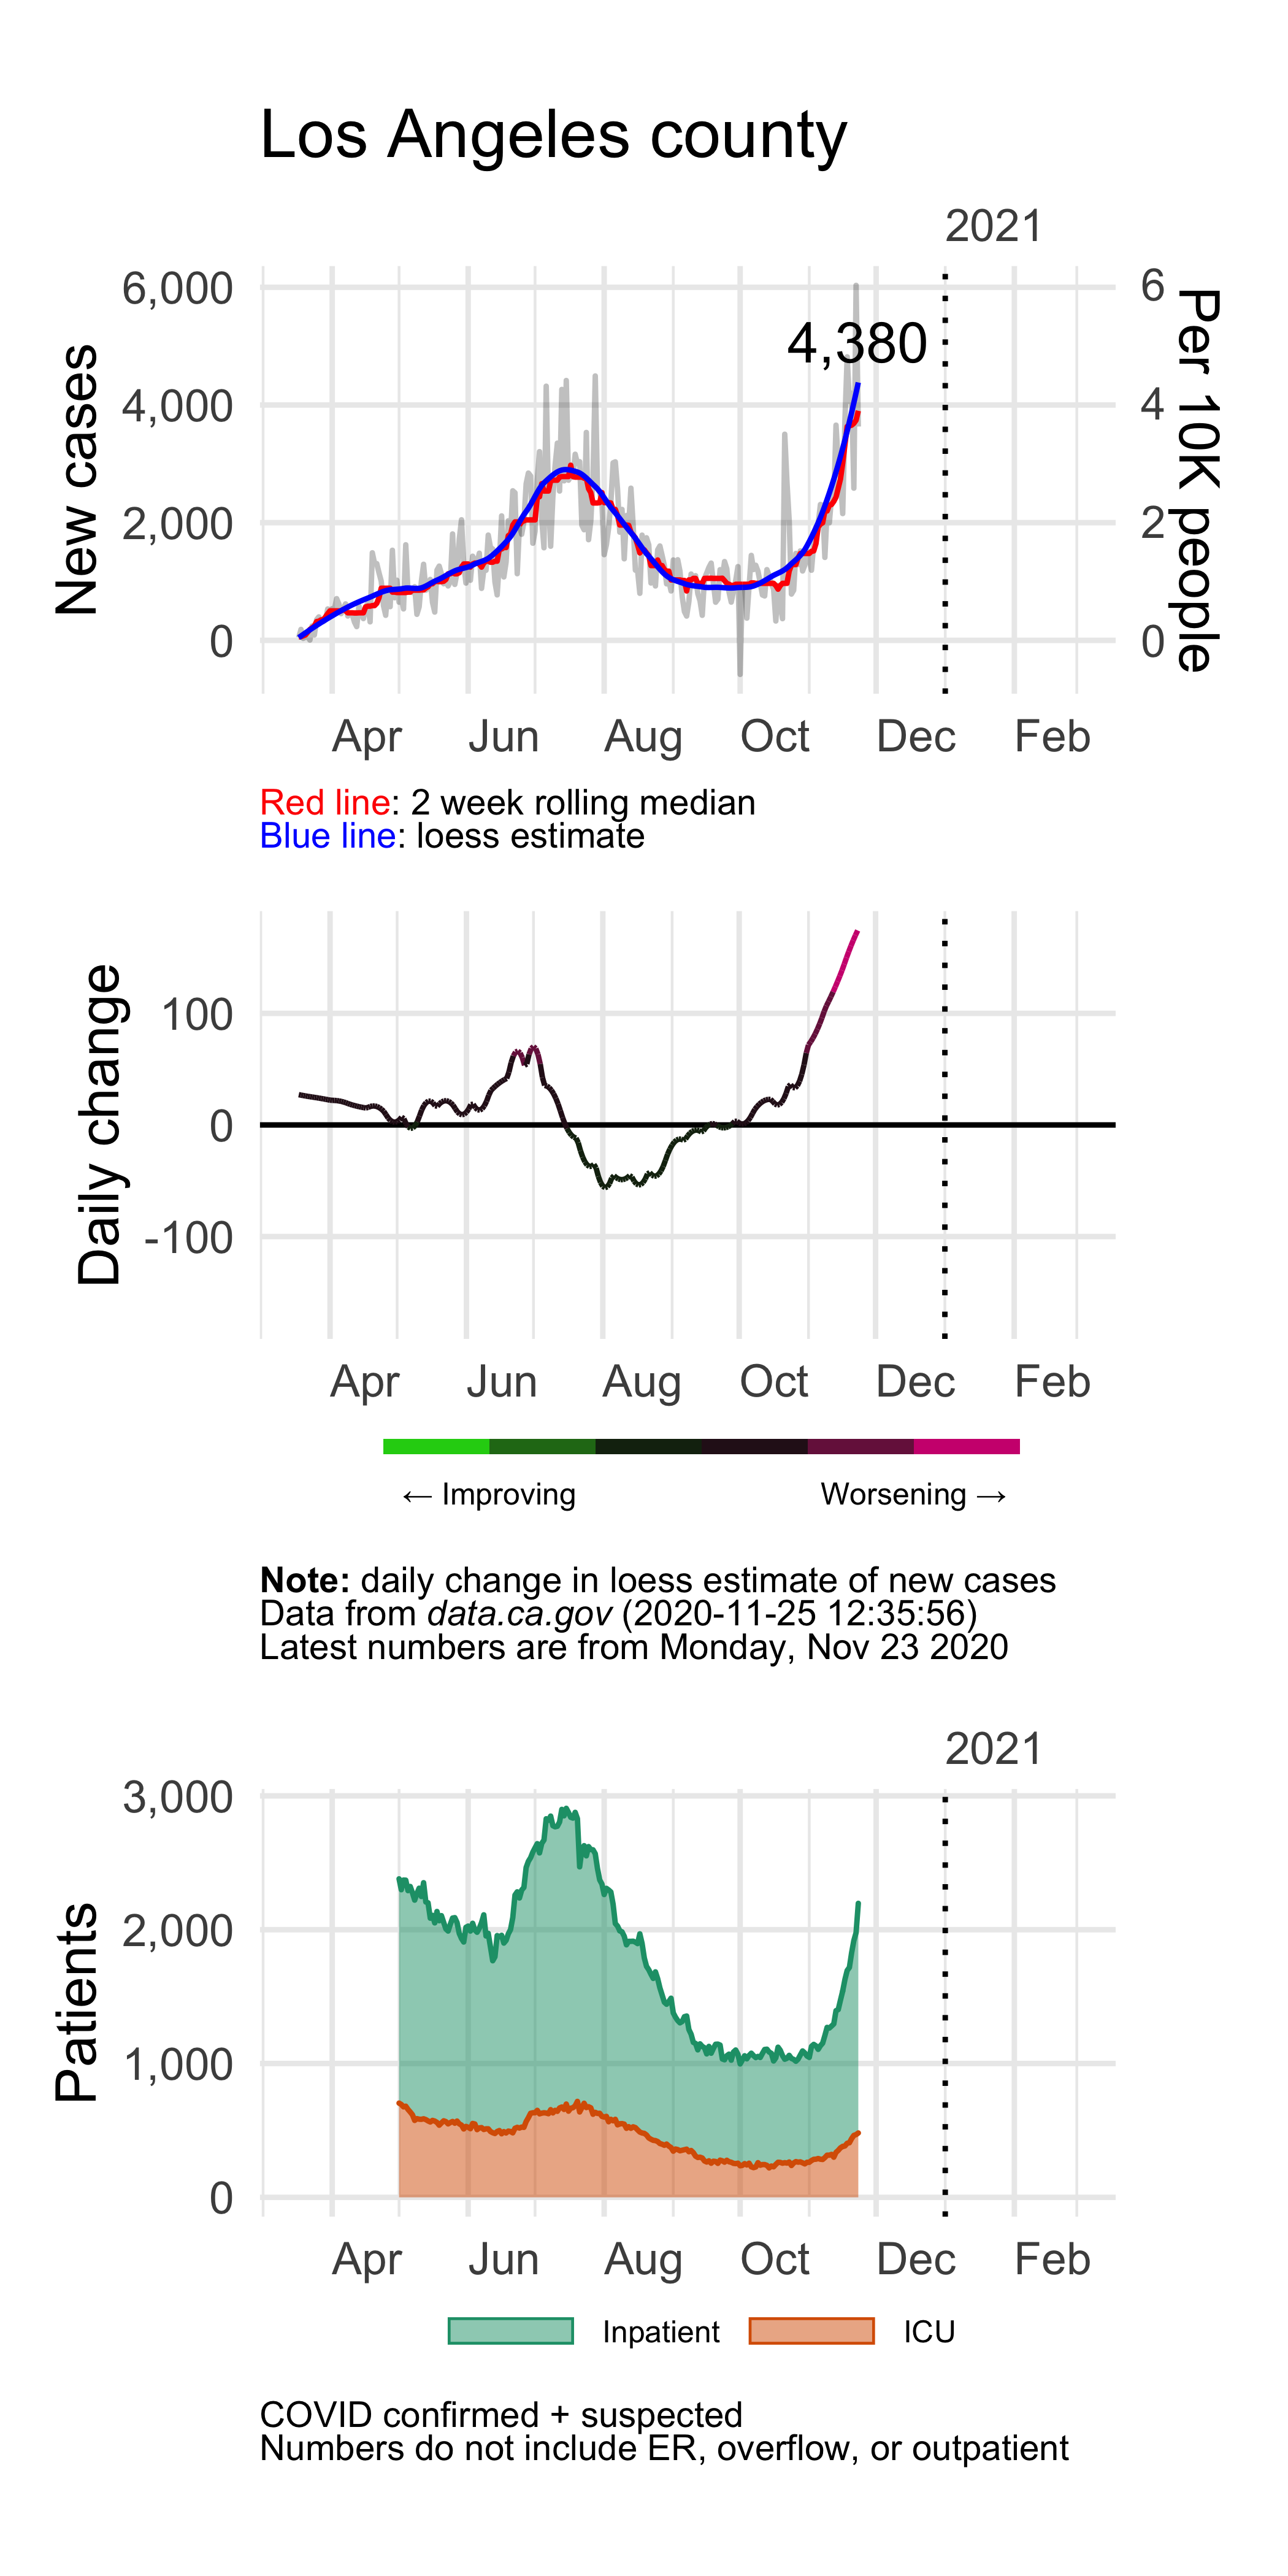 Los Angeles county
2021
New cases
6,000
4,000
2,000
0
4,380
6
4
2
0
Per 10K people
Apr Jun Aug Oct Dec Feb
Red line: 2 week rolling median
Blue line: loess estimate
Daily change
100
0
-100
Apr Jun Aug Oct Dec Feb
← Improving Worsening →
Note: daily change in loess estimate of new cases
Data from data.ca.gov (2020-11-25 12:35:56)
Latest numbers are from Monday, Nov 23 2020
2021
Patients
3,000
2,000
1,000
0
Apr Jun Aug Oct Dec Feb
Inpatient ICU
COVID confirmed + suspected
Numbers do not include ER, overflow, or outpatient